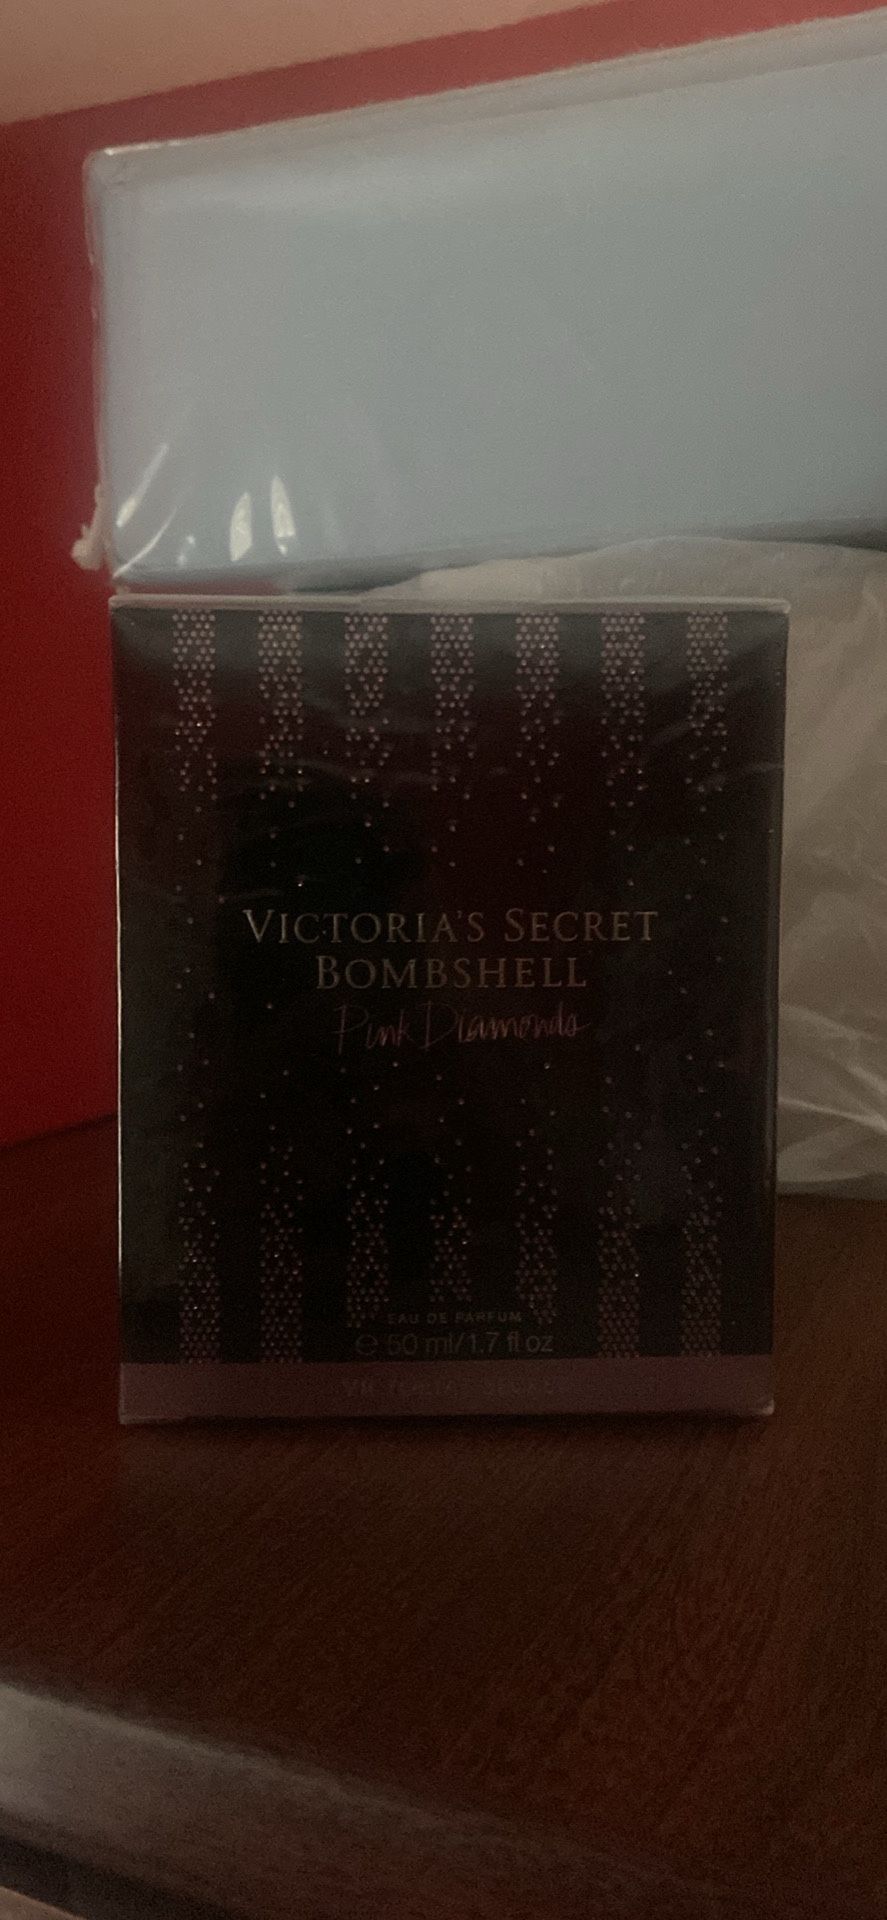 VICTORIA'S SECRET
BOMBSHELL
Pink Diamonds
EAU DE PARFUM
℮ 50 ml/1.7 fl oz